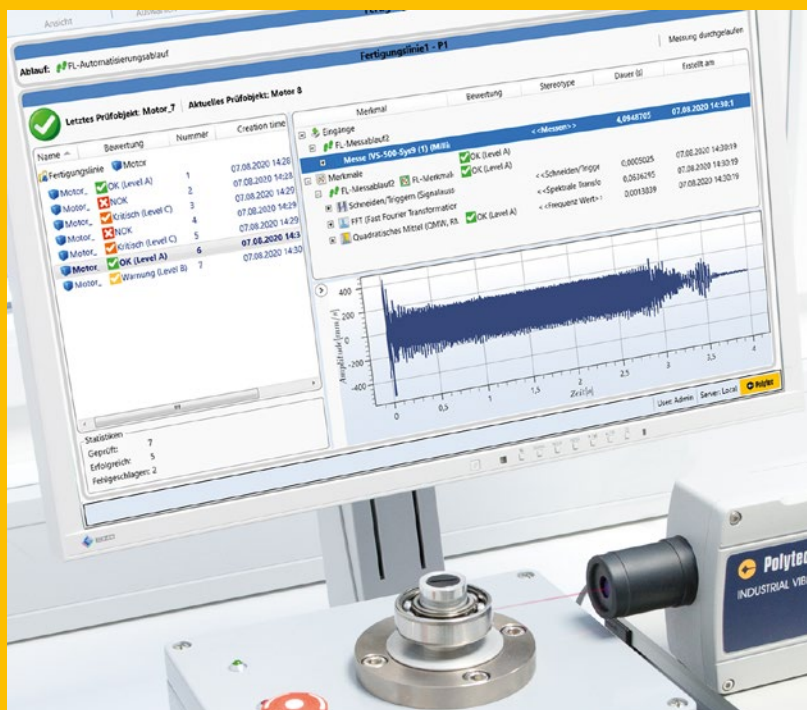 Ansicht
Ablauf: FL-Automatisierungsablauf
Fertigungslinie1 - P1
Messung durchgelaufen
Letztes Prüfobjekt: Motor_7 Aktuelles Prüfobjekt: Motor 8
Name Bewertung Nummer Creation time
Fertigungslinie Motor
Motor_ OK (Level A) 1 07.08.2020 14:28
Motor_ NOK 2 07.08.2020 14:28
Motor_ Kritisch (Level C) 3 07.08.2020 14:29
Motor_ NOK 4 07.08.2020 14:29
Motor_ Kritisch (Level C) 5 07.08.2020 14:29
Motor_ OK (Level A) 6 07.08.2020 14:3
Motor_ Warnung (Level B) 7 07.08.2020 14:30
Merkmal Bewertung Stereotype Dauer (s) Erstellt am
Eingänge
FL-Messablauf2
Messe IVS-500-Sys9 (1) (Millis <<Messen>> 4,0948705 07.08.2020 14:30:1
Merkmale OK (Level A)
FL-Messablauf2 FL-Merkmal- OK (Level A)
Schneiden/Triggern (Signalauss <<Schneiden/Trigge 0,0005025 07.08.2020 14:30:19
FFT (Fast Fourier Transformation <<Spektrale Transfo 0,0636295 07.08.2020 14:30:19
Quadratisches Mittel (QMW, RM OK (Level A) <<Frequenz Wert>> 0,0013839 07.08.2020 14:30:19
Amplitude[mm/s]
400
200
0
-200
-400
0 0,5 1 1,5 2 2,5 3 3,5 4
Zeit[s]
Statistiken
Geprüft: 7
Erfolgreich: 5
Fehlgeschlagen: 2
User: Admin Server: Local Polytec
EIZO
Polytec
INDUSTRIAL VIB